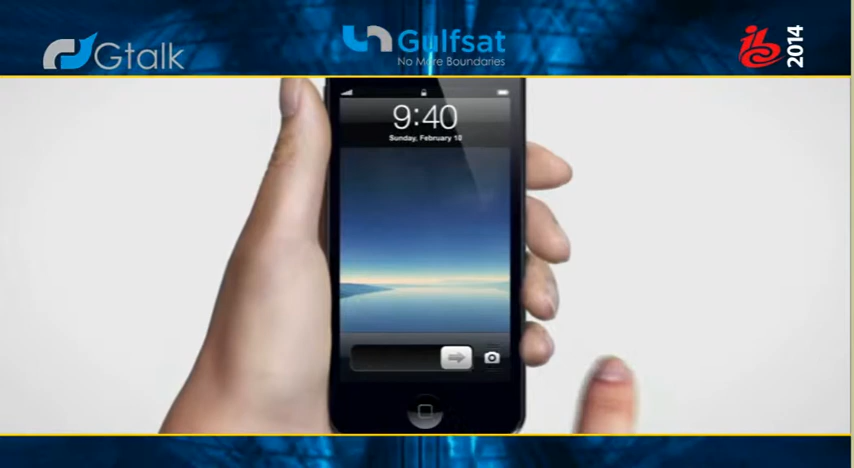 Gtalk
Gulfsat
No More Boundaries
ibc
2014
9:40
Sunday, February 10